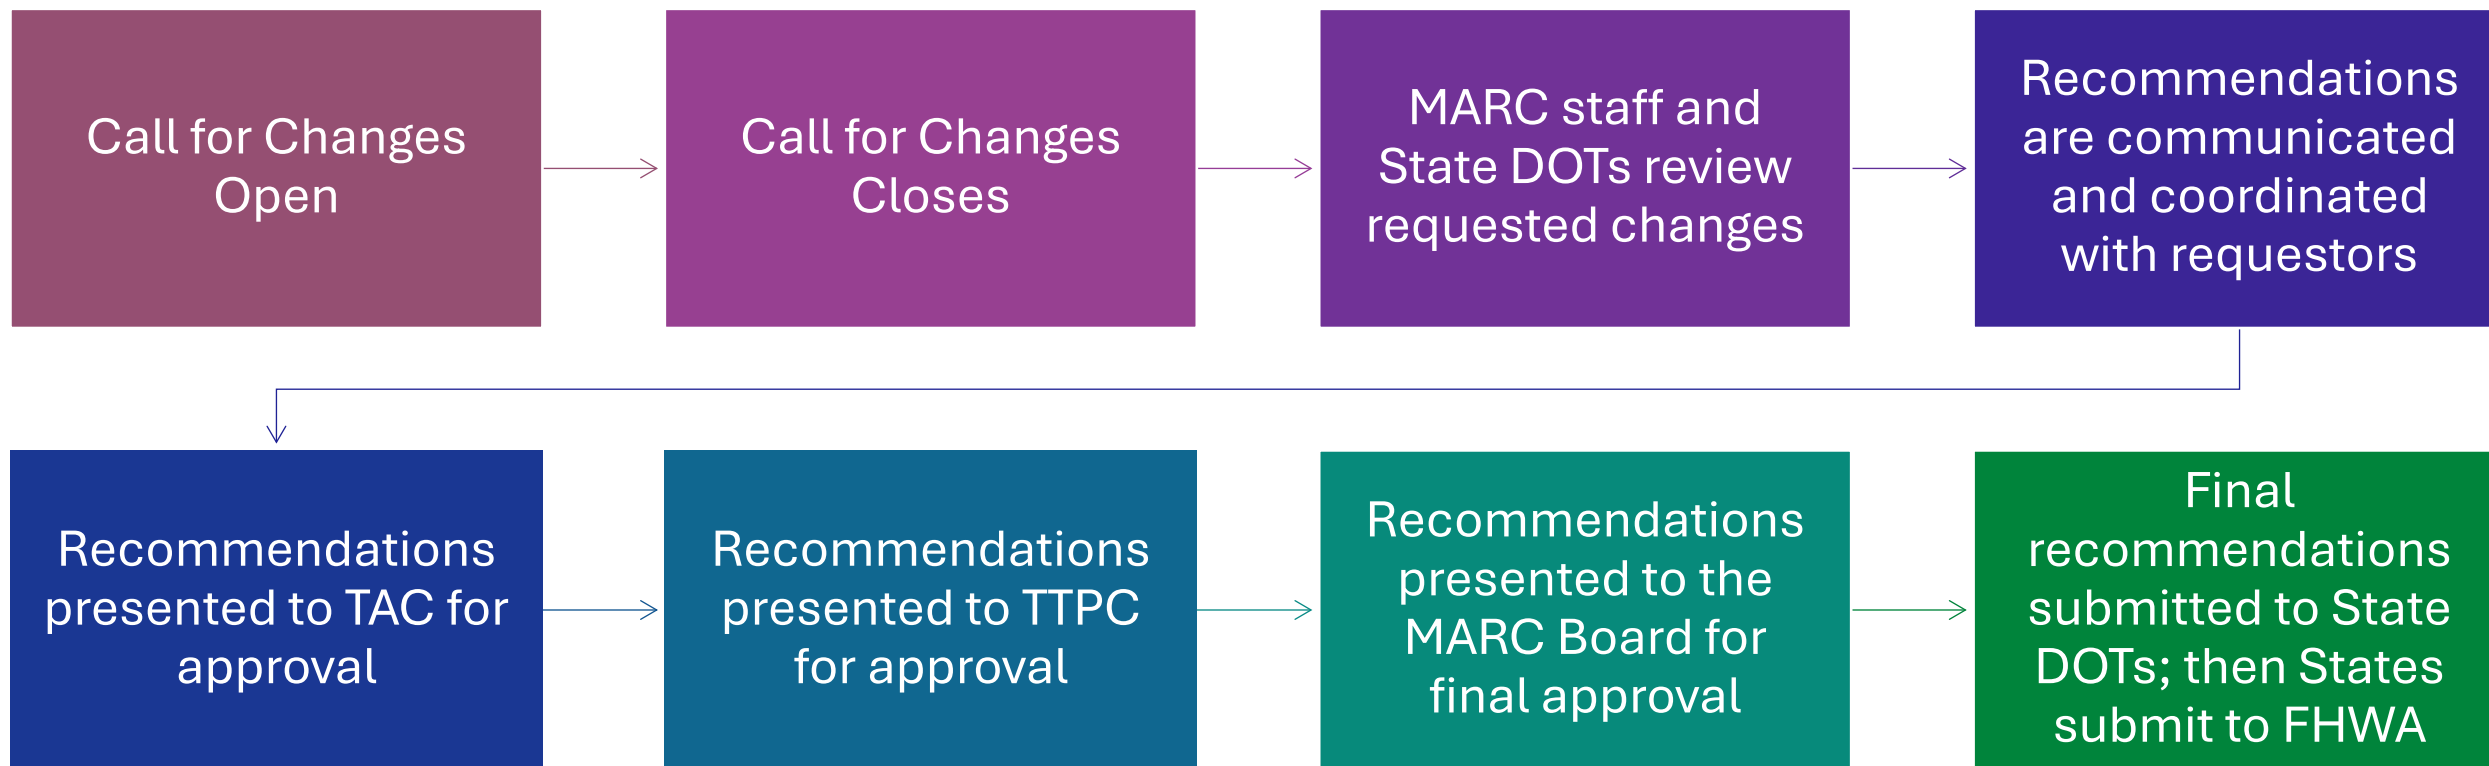 Call for Changes
Open
Call for Changes
Closes
MARC staff and
State DOTs review
requested changes
Recommendations
are communicated
and coordinated
with requestors
Recommendations
presented to TAC for
approval
Recommendations
presented to TTPC
for approval
Recommendations
presented to the
MARC Board for
final approval
Final
recommendations
submitted to State
DOTs; then States
submit to FHWA